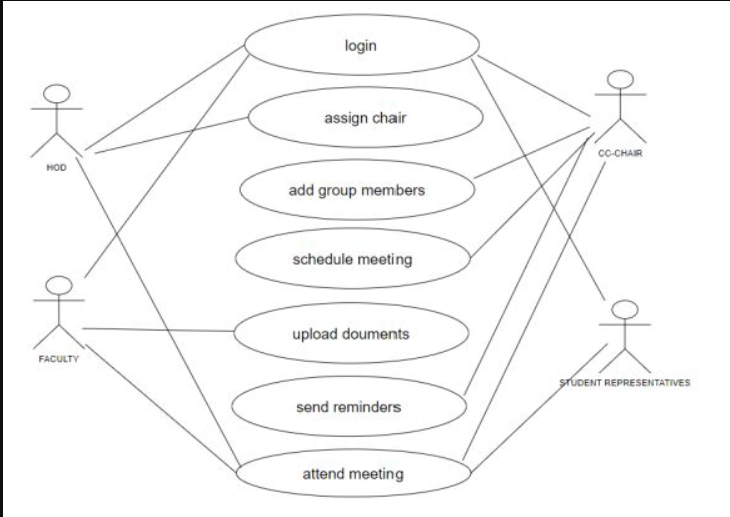 login
assign chair
HOD
CC-CHAIR
add group members
schedule meeting
upload douments
FACULTY
STUDENT REPRESENTATIVES
send reminders
attend meeting